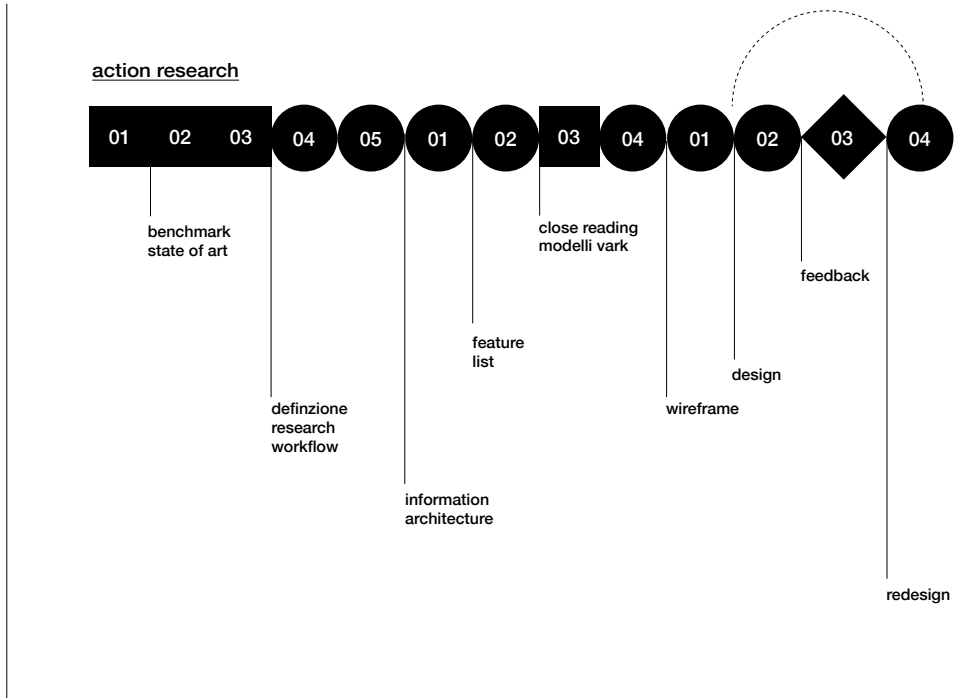 action research
01 02 03 04 05 01 02 03 04 01 02 03 04
benchmark
state of art
close reading
modelli vark
feedback
feature
list
design
definzione
research
workflow
wireframe
information
architecture
redesign